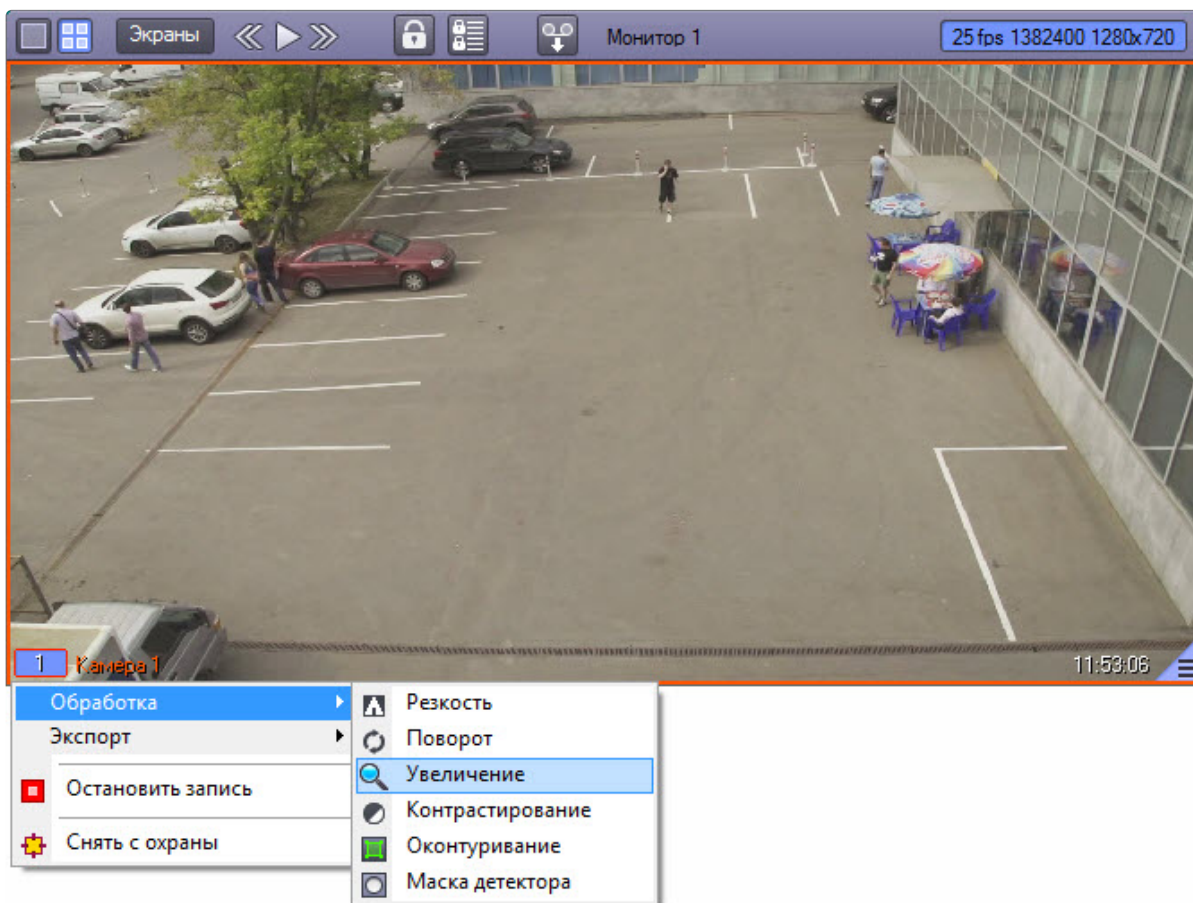 Экраны
Монитор 1
25 fps 1382400 1280x720
1 Камера 1
11:53:06
Обработка
Экспорт
Остановить запись
Снять с охраны
Резкость
Поворот
Увеличение
Контрастирование
Оконтуривание
Маска детектора